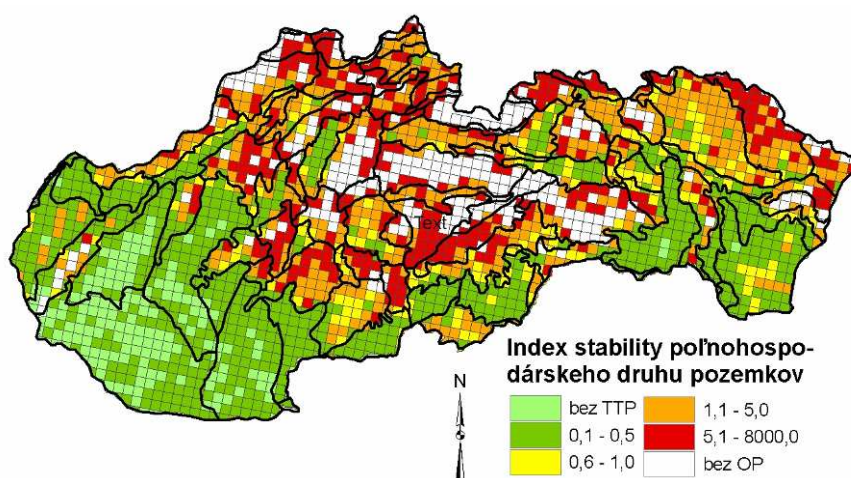 Text
Index stability poľnohospo-
dárskeho druhu pozemkov
N
bez TTP
1,1 - 5,0
0,1 - 0,5
5,1 - 8000,0
0,6 - 1,0
bez OP